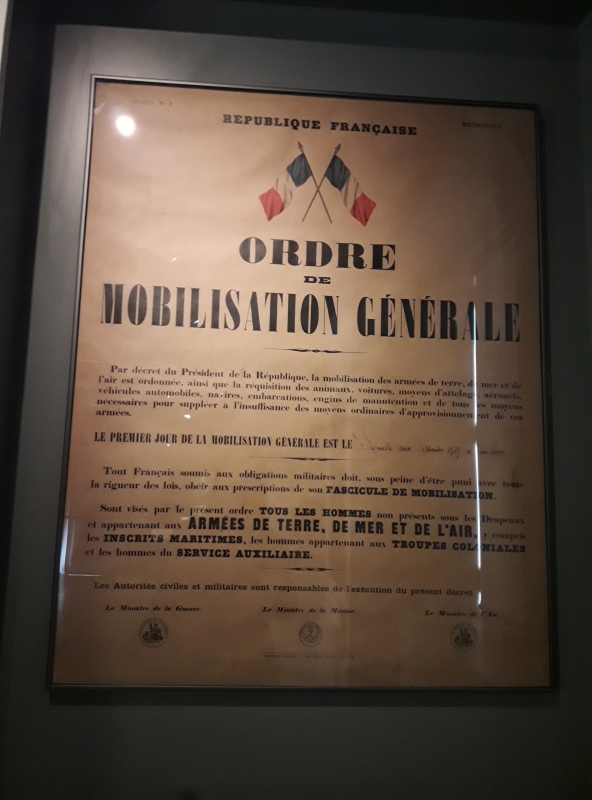 RÉPUBLIQUE FRANÇAISE
ORDRE
DE
MOBILISATION GÉNÉRALE
Par décret du Président de la République, la mobilisation des armées de terre, de mer et de
l'air est ordonnée, ainsi que la réquisition des animaux, voitures, moyens d'attelage, aéronefs,
véhicules automobiles, navires, embarcations, engins de manutention et de tous les moyens
nécessaires pour suppléer à l'insuffisance des moyens ordinaires d'approvisionnement de ces
armées.
LE PREMIER JOUR DE LA MOBILISATION GÉNÉRALE EST LE
Tout Français soumis aux obligations militaires doit, sous peine d'être puni avec toute
la rigueur des lois, obéir aux prescriptions de son FASCICULE DE MOBILISATION.
Sont visés par le présent ordre TOUS LES HOMMES non présents sous les Drapeaux
et appartenant aux ARMÉES DE TERRE, DE MER ET DE L'AIR, y compris
les INSCRITS MARITIMES, les hommes appartenant aux TROUPES COLONIALES
et les hommes du SERVICE AUXILIAIRE.
Les Autorités civiles et militaires sont responsables de l'exécution du présent décret.
Le Ministre de la Guerre. Le Ministre de la Marine. Le Ministre de l'Air.